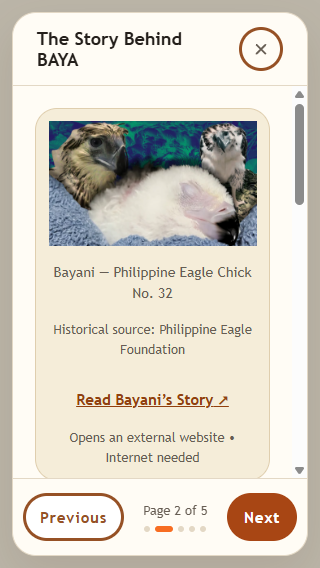 The Story Behind
BAYA
Bayani — Philippine Eagle Chick
No. 32
Historical source: Philippine Eagle
Foundation
Read Bayani’s Story ↗
Opens an external website •
Internet needed
Previous
Page 2 of 5
Next